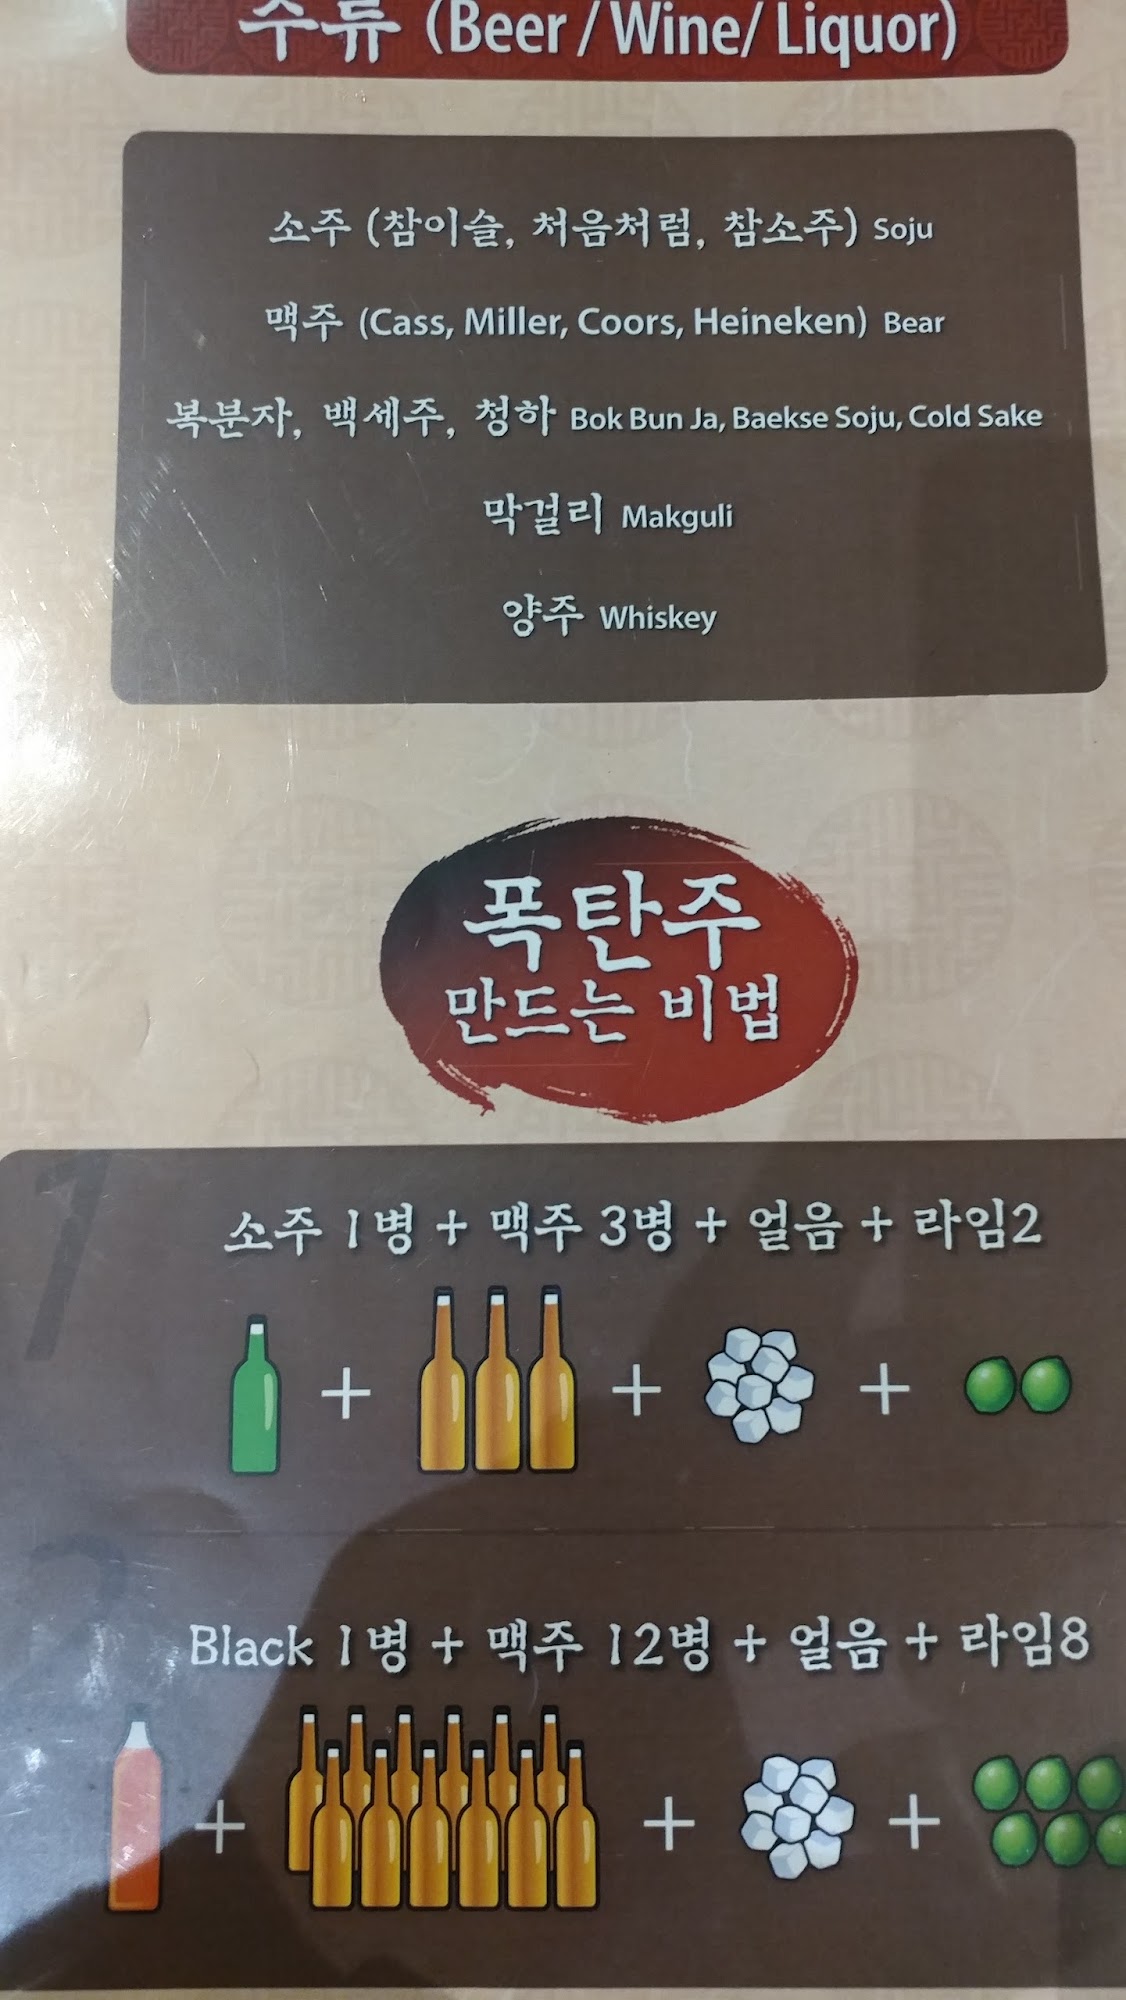 주류 (Beer / Wine/ Liquor)
소주 (참이슬, 처음처럼, 참소주) Soju
맥주 (Cass, Miller, Coors, Heineken) Bear
복분자, 백세주, 청하 Bok Bun Ja, Baekse Soju, Cold Sake
막걸리 Makguli
양주 Whiskey
폭탄주
만드는 비법
1
소주 1병 + 맥주 3병 + 얼음 + 라임2
+ + +
2
Black 1병 + 맥주 12병 + 얼음 + 라임8
+ + +